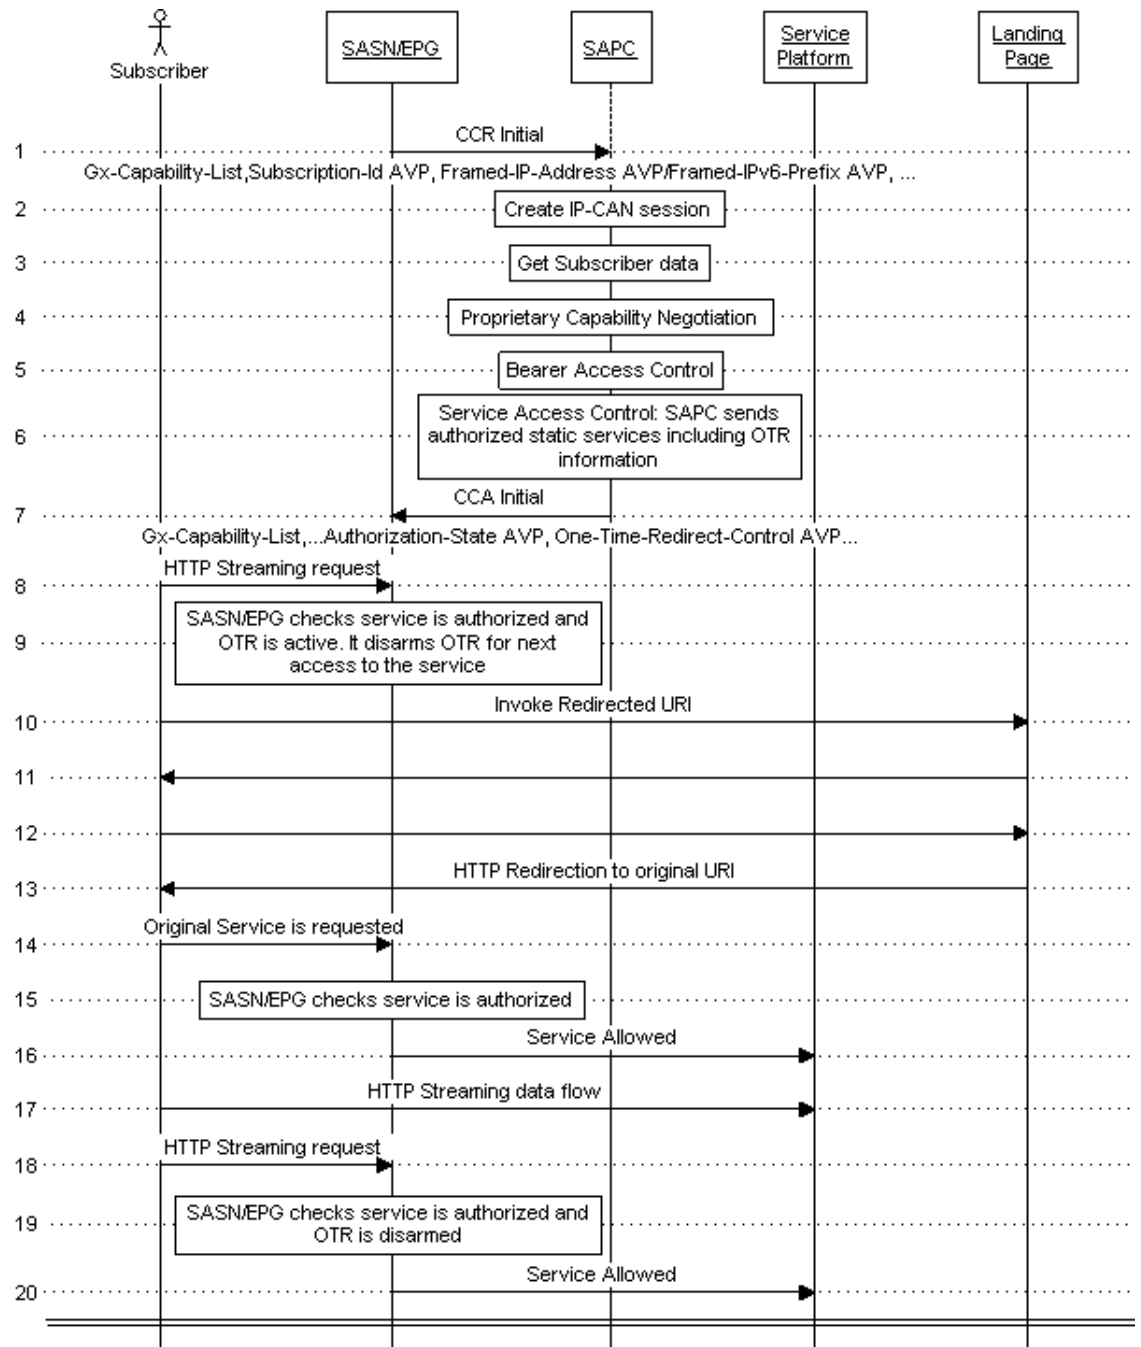 Subscriber
SASN/EPG
SAPC
Service
Platform
Landing
Page
1
CCR Initial
Gx-Capability-List,Subscription-Id AVP, Framed-IP-Address AVP/Framed-IPv6-Prefix AVP, ...
2
Create IP-CAN session
3
Get Subscriber data
4
Proprietary Capability Negotiation
5
Bearer Access Control
6
Service Access Control: SAPC sends
authorized static services including OTR
information
7
CCA Initial
Gx-Capability-List,...Authorization-State AVP, One-Time-Redirect-Control AVP...
8
HTTP Streaming request
9
SASN/EPG checks service is authorized and
OTR is active. It disarms OTR for next
access to the service
10
Invoke Redirected URI
11
12
13
HTTP Redirection to original URI
14
Original Service is requested
15
SASN/EPG checks service is authorized
16
Service Allowed
17
HTTP Streaming data flow
18
HTTP Streaming request
19
SASN/EPG checks service is authorized and
OTR is disarmed
20
Service Allowed